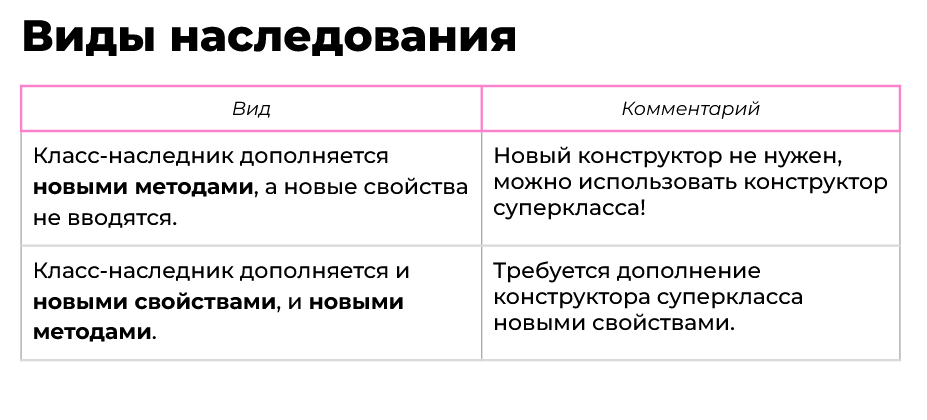 Виды наследования
Вид
Комментарий
Класс-наследник дополняется
новыми методами, а новые свойства
не вводятся.
Новый конструктор не нужен,
можно использовать конструктор
суперкласса!
Класс-наследник дополняется и
новыми свойствами, и новыми
методами.
Требуется дополнение
конструктора суперкласса
новыми свойствами.